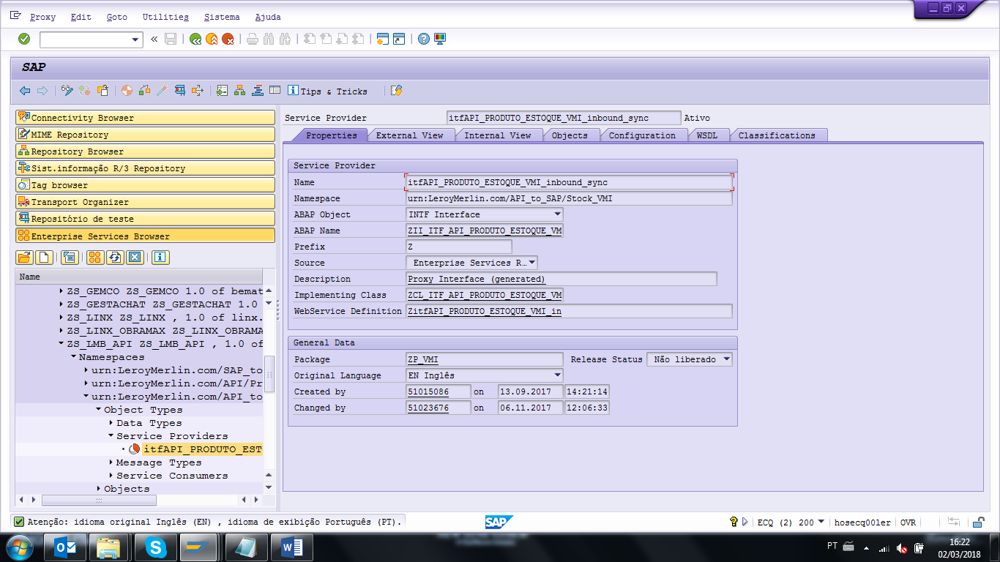 Proxy Edit Goto Utilities Sistema Ajuda
SAP
Tips & Tricks
Connectivity Browser
MIME Repository
Repository Browser
Sist.informação R/3 Repository
Tag browser
Transport Organizer
Repositório de teste
Enterprise Services Browser
Name
ZS_GEMCO ZS_GEMCO 1.0 of bemat
ZS_GESTACHAT ZS_GESTACHAT 1.0
ZS_LINX ZS_LINX , 1.0 of linx.
ZS_LINX_OBRAMAX ZS_LINX_OBRAMA
ZS_LMB_API ZS_LMB_API , 1.0 of
Namespaces
urn:LeroyMerlin.com/SAP_to
urn:LeroyMerlin.com/API/Pr
urn:LeroyMerlin.com/API_to
Object Types
Data Types
Service Providers
itfAPI_PRODUTO_EST
Message Types
Service Consumers
Objects
Service Provider itfAPI_PRODUTO_ESTOQUE_VMI_inbound_sync Ativo
Properties External View Internal View Objects Configuration WSDL Classifications
Service Provider
Name itfAPI_PRODUTO_ESTOQUE_VMI_inbound_sync
Namespace urn:LeroyMerlin.com/API_to_SAP/Stock_VMI
ABAP Object INTF Interface
ABAP Name ZII_ITF_API_PRODUTO_ESTOQUE_VM
Prefix Z
Source Enterprise Services R…
Description Proxy Interface (generated)
Implementing Class ZCL_ITF_API_PRODUTO_ESTOQUE_VM
WebService Definition ZitfAPI_PRODUTO_ESTOQUE_VMI_in
General Data
Package ZP_VMI Release Status Não liberado
Original Language EN Inglês
Created by 51015086 on 13.09.2017 14:21:14
Changed by 51023676 on 06.11.2017 12:06:33
Atenção: idioma original Inglês (EN) , idioma de exibição Português (PT).
SAP
ECQ (2) 200 hosecq00ler OVR
PT
16:22
02/03/2018